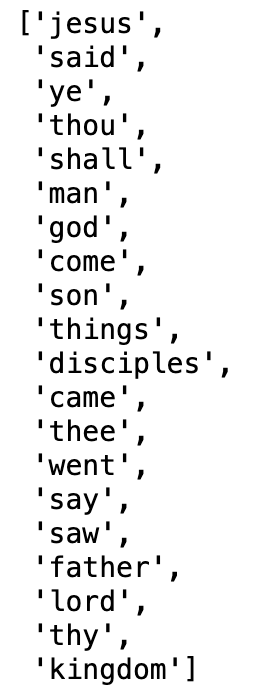 ['jesus',
'said',
'ye',
'thou',
'shall',
'man',
'god',
'come',
'son',
'things',
'disciples',
'came',
'thee',
'went',
'say',
'saw',
'father',
'lord',
'thy',
'kingdom']